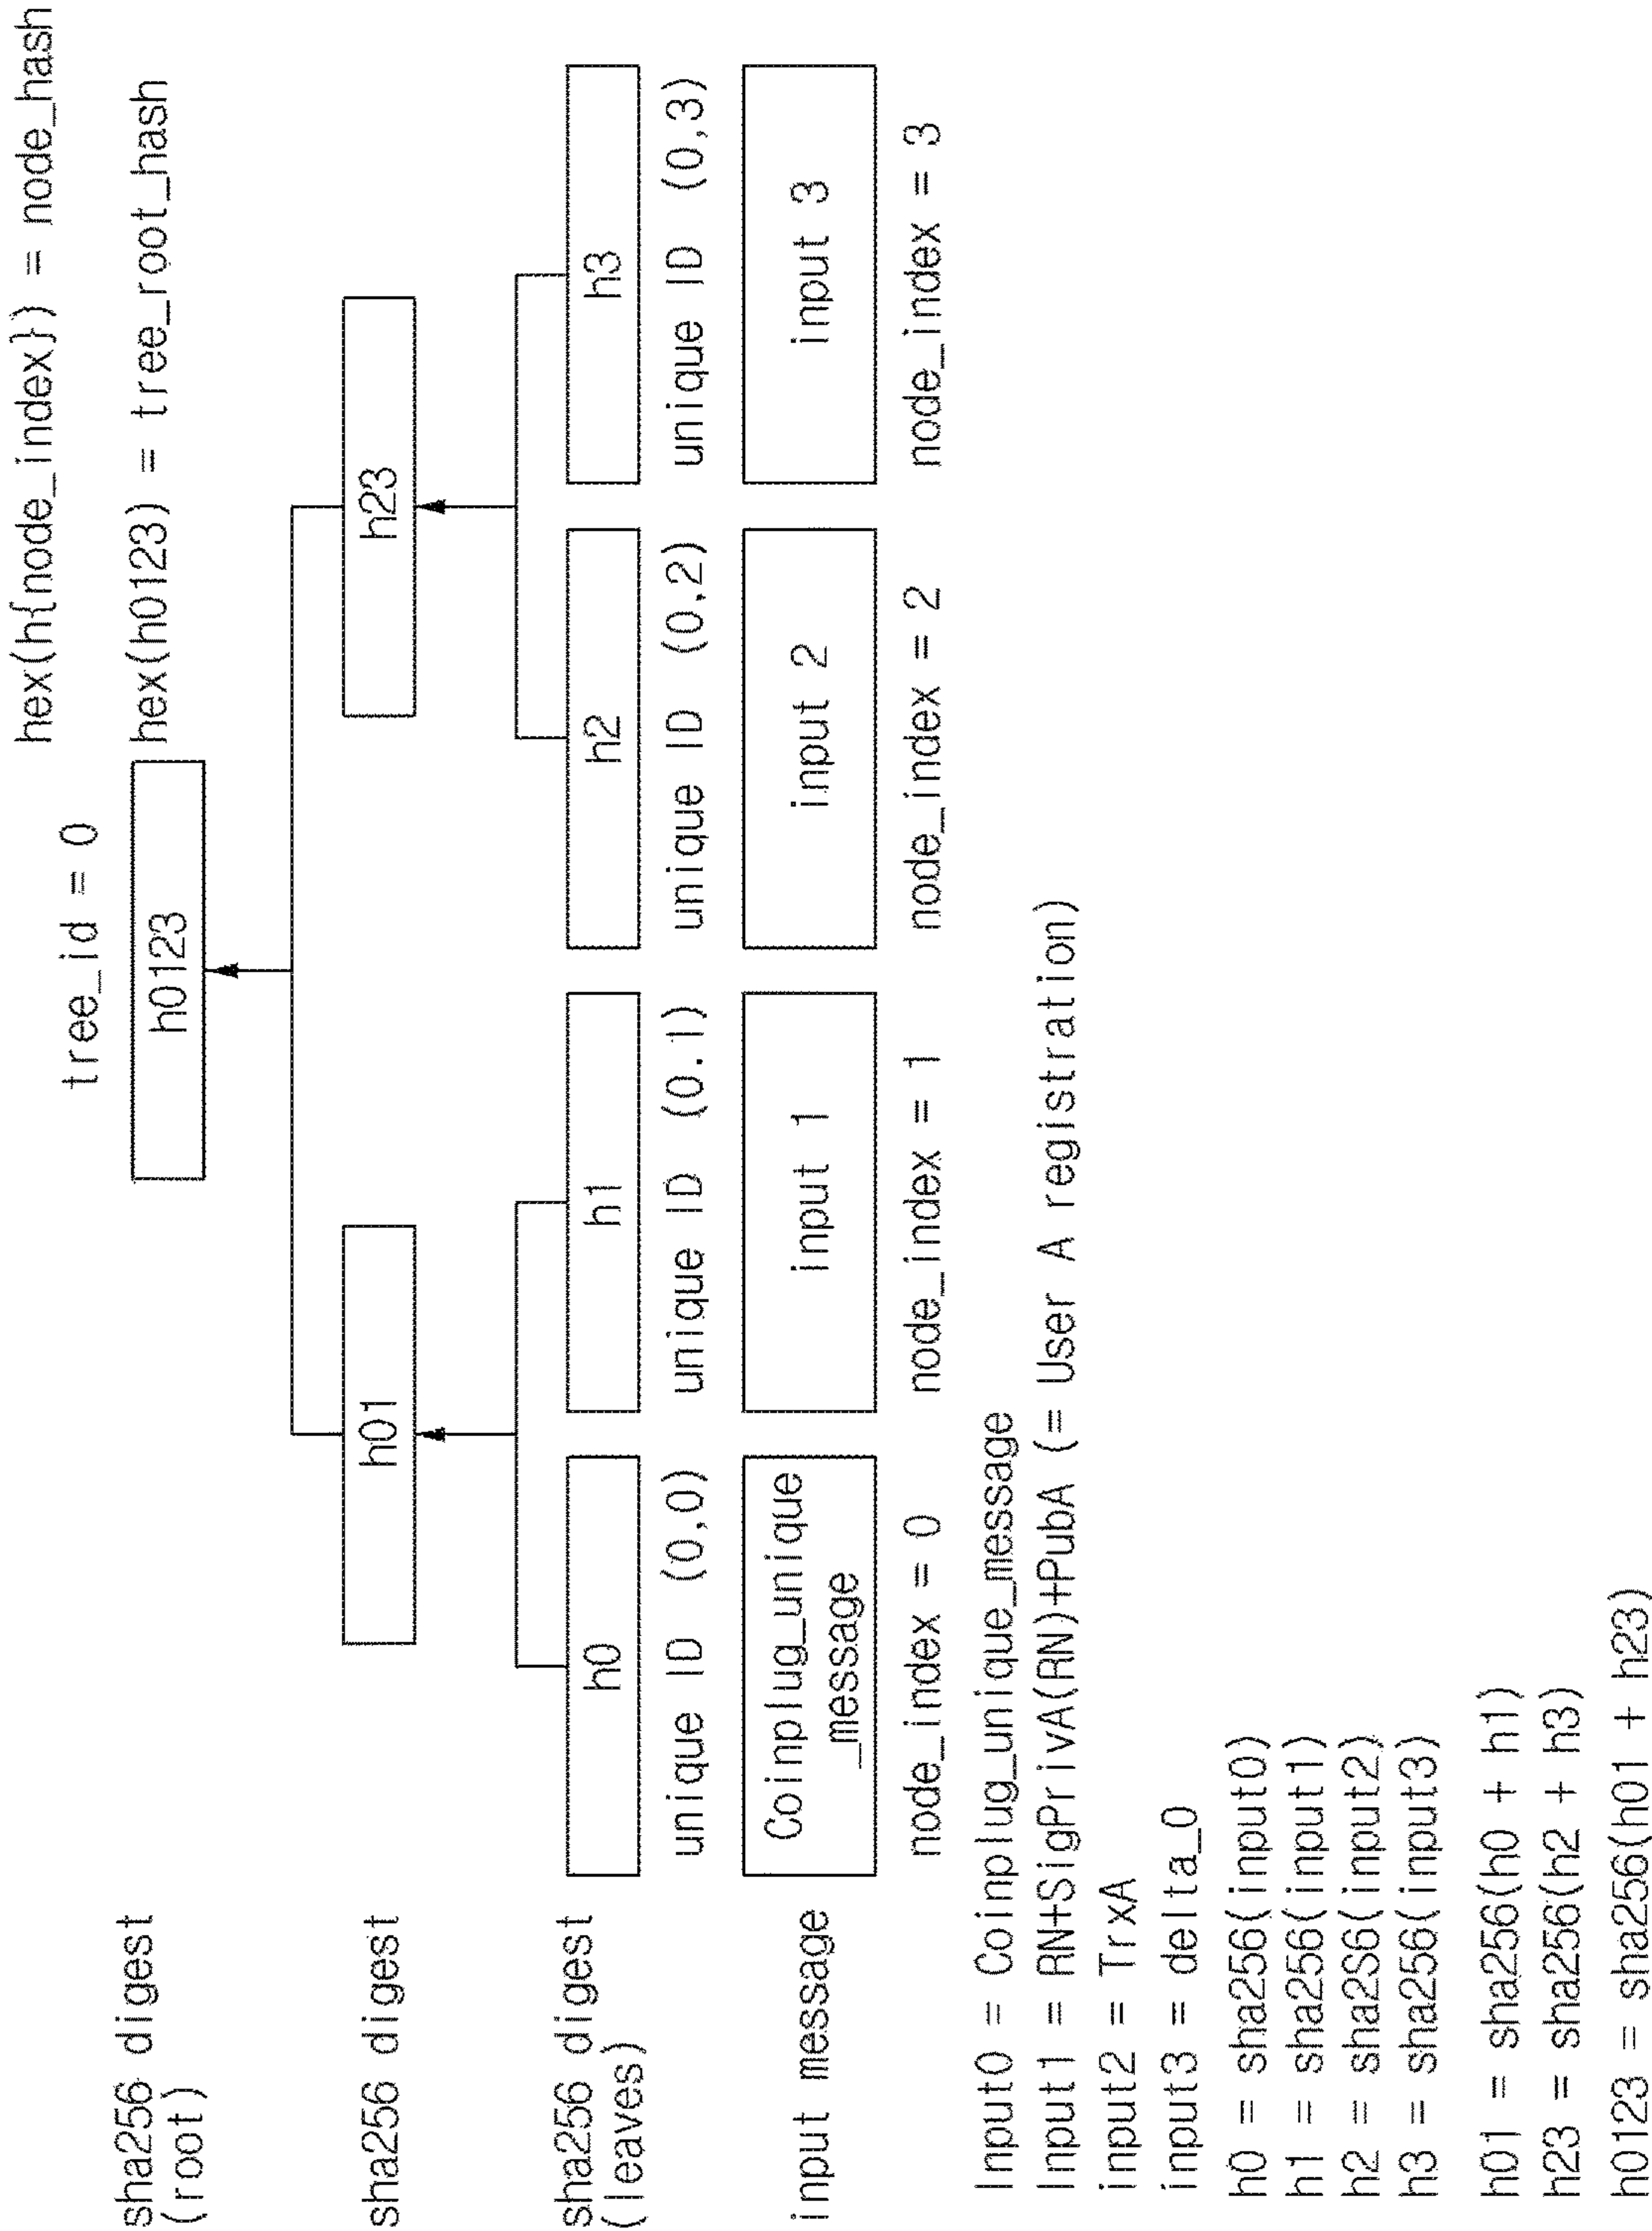 hex(h{node_index}) = node_hash
tree_id = 0
hex(h0123) = tree_root_hash
sha256 digest
(root)
h0123
sha256 digest
h01
h23
sha256 digest
(leaves)
h0
h1
h2
h3
unique ID (0,0)
unique ID (0.1)
unique ID (0,2)
unique ID (0,3)
input message
Coinplug_unique
_message
input 1
input 2
input 3
node_index = 0
node_index = 1
node_index = 2
node_index = 3
Input0 = Coinplug_unique_message
Input1 = RN+SigPrivA(RN)+PubA (= User A registration)
input2 = TrxA
input3 = delta_0
h0 = sha256(input0)
h1 = sha256(input1)
h2 = sha2S6(input2)
h3 = sha256(input3)
h01 = sha256(h0 + h1)
h23 = sha256(h2 + h3)
h0123 = sha256(h01 + h23)